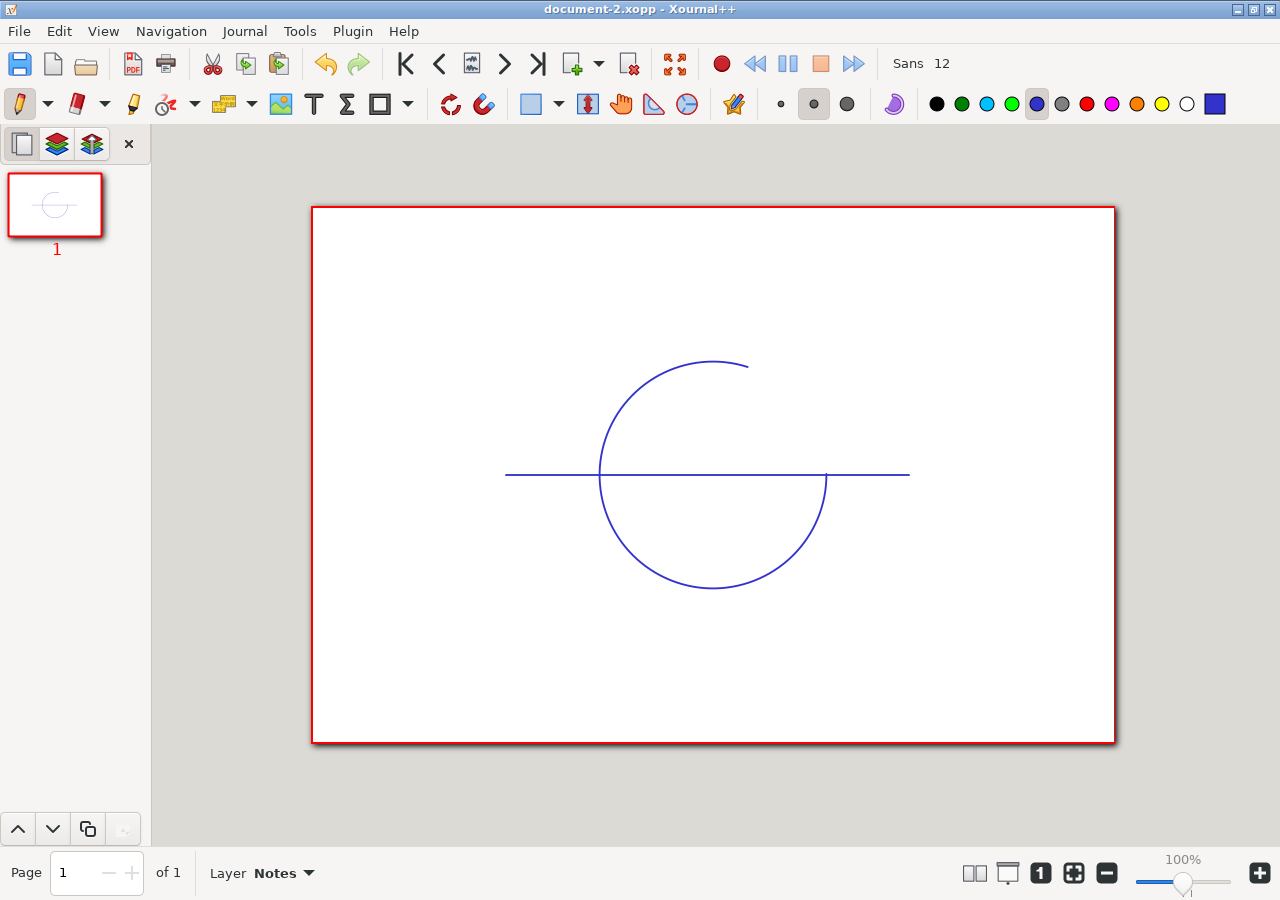 document-2.xopp - Xournal++
File Edit View Navigation Journal Tools Plugin Help
Sans 12
1
Page 1 of 1 Layer Notes
100%